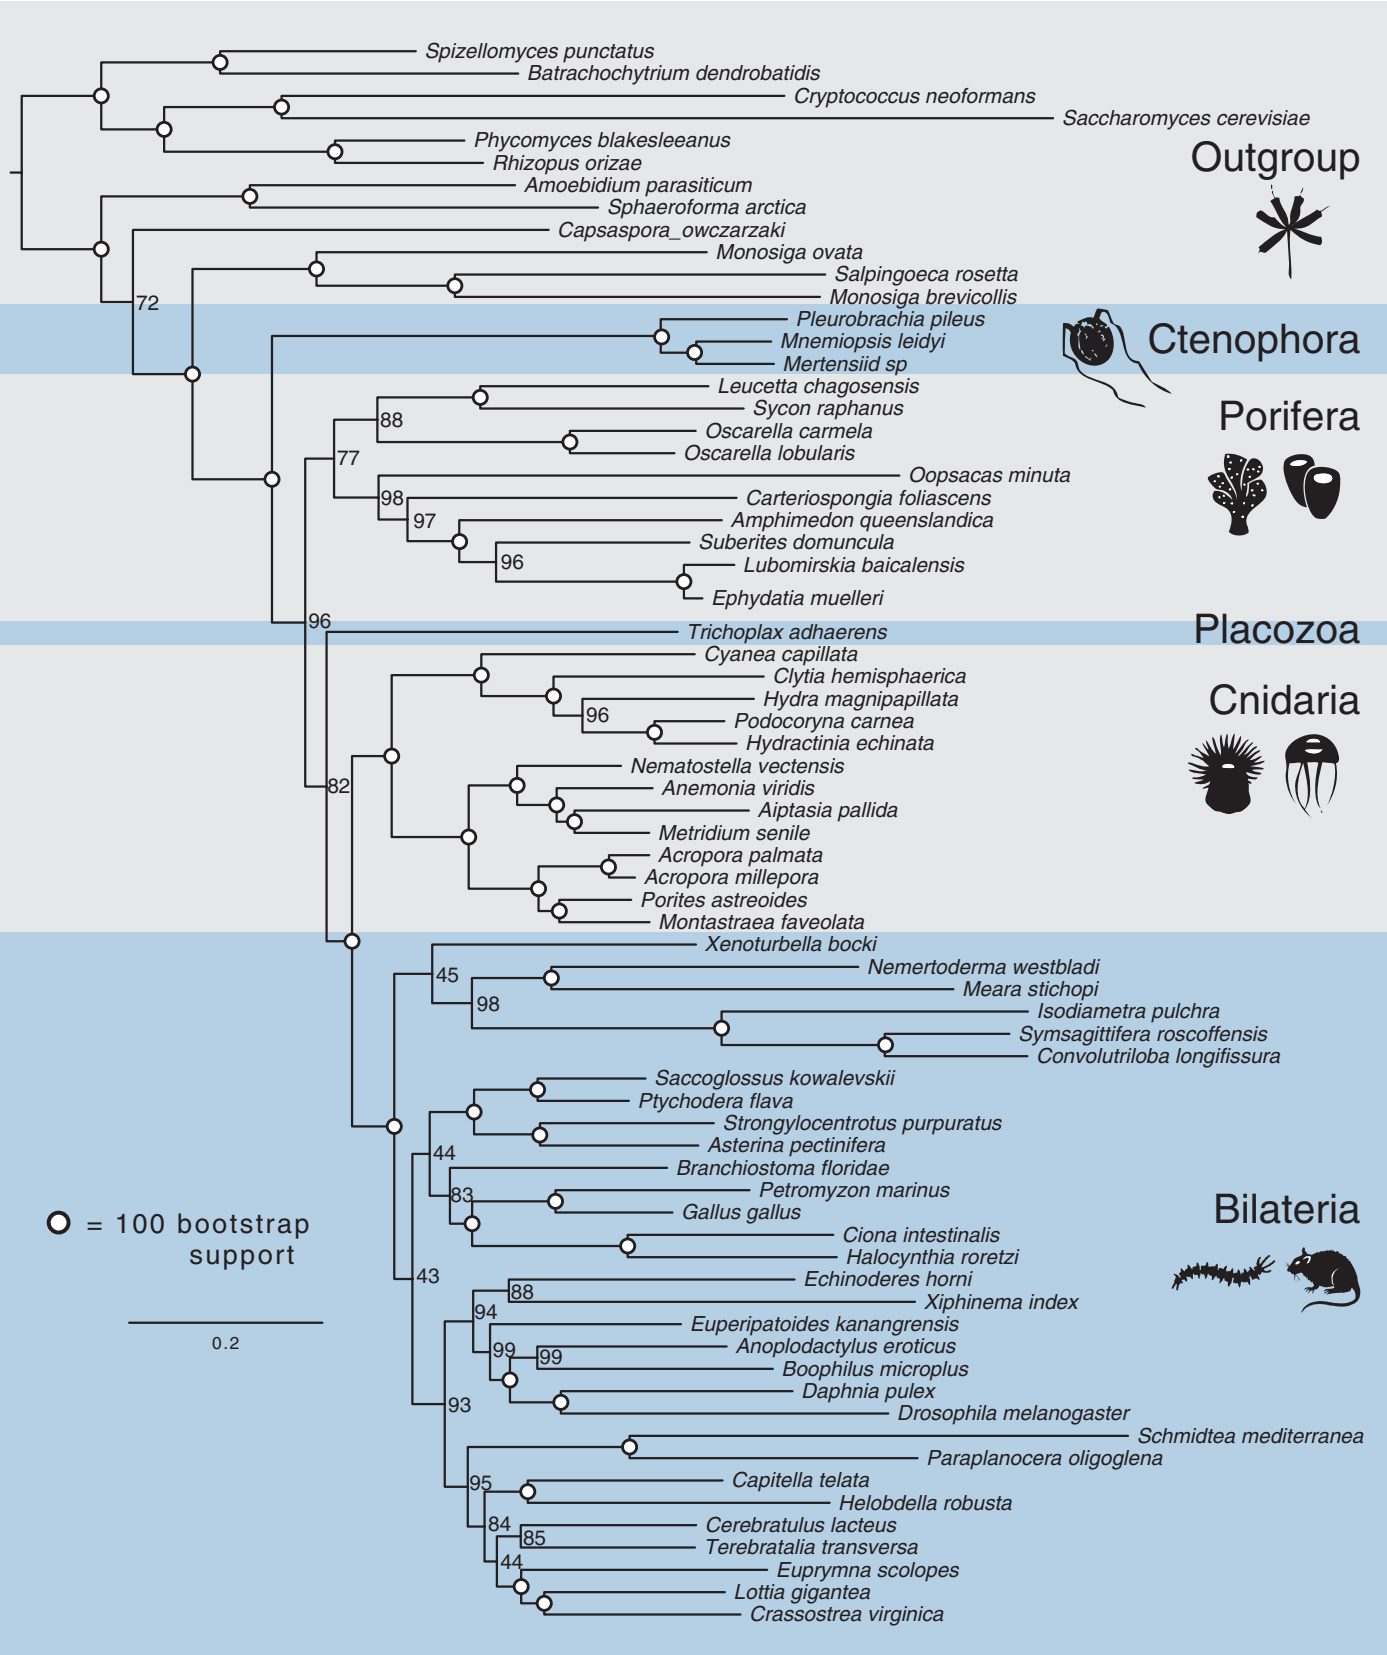 Spizellomyces punctatus
Batrachochytrium dendrobatidis
Cryptococcus neoformans
Saccharomyces cerevisiae
Phycomyces blakesleeanus
Outgroup
Rhizopus orizae
Amoebidium parasiticum
Sphaeroforma arctica
Capsaspora_owczarzaki
Monosiga ovata
Salpingoeca rosetta
Monosiga brevicollis
72
Pleurobrachia pileus
Ctenophora
Mnemiopsis leidyi
Mertensiid sp
Leucetta chagosensis
Sycon raphanus
Porifera
88
Oscarella carmela
Oscarella lobularis
77
Oopsacas minuta
98
Carteriospongia foliascens
97
Amphimedon queenslandica
Suberites domuncula
96
Lubomirskia baicalensis
Ephydatia muelleri
96
Trichoplax adhaerens
Placozoa
Cyanea capillata
Clytia hemisphaerica
Hydra magnipapillata
Cnidaria
96
Podocoryna carnea
Hydractinia echinata
Nematostella vectensis
82
Anemonia viridis
Aiptasia pallida
Metridium senile
Acropora palmata
Acropora millepora
Porites astreoides
Montastraea faveolata
Xenoturbella bocki
Nemertoderma westbladi
45
Meara stichopi
98
Isodiametra pulchra
Symsagittifera roscoffensis
Convolutriloba longifissura
Saccoglossus kowalevskii
Ptychodera flava
Strongylocentrotus purpuratus
Asterina pectinifera
44
Branchiostoma floridae
83
Petromyzon marinus
Gallus gallus
Bilateria
= 100 bootstrap
support
Ciona intestinalis
Halocynthia roretzi
43
Echinoderes horni
88
Xiphinema index
94
Euperipatoides kanangrensis
0.2
99
Anoplodactylus eroticus
99
Boophilus microplus
Daphnia pulex
93
Drosophila melanogaster
Schmidtea mediterranea
Paraplanocera oligoglena
95
Capitella telata
Helobdella robusta
84
Cerebratulus lacteus
85
Terebratalia transversa
44
Euprymna scolopes
Lottia gigantea
Crassostrea virginica